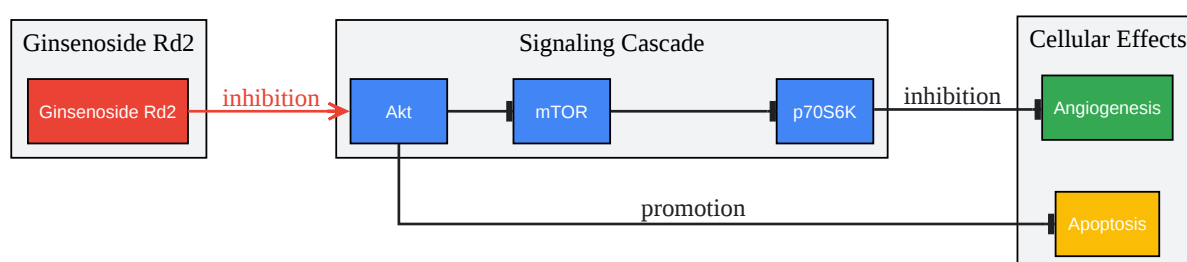 Ginsenoside Rd2
Signaling Cascade
Cellular Effects
Ginsenoside Rd2
inhibition
Akt
mTOR
p70S6K
inhibition
Angiogenesis
promotion
Apoptosis